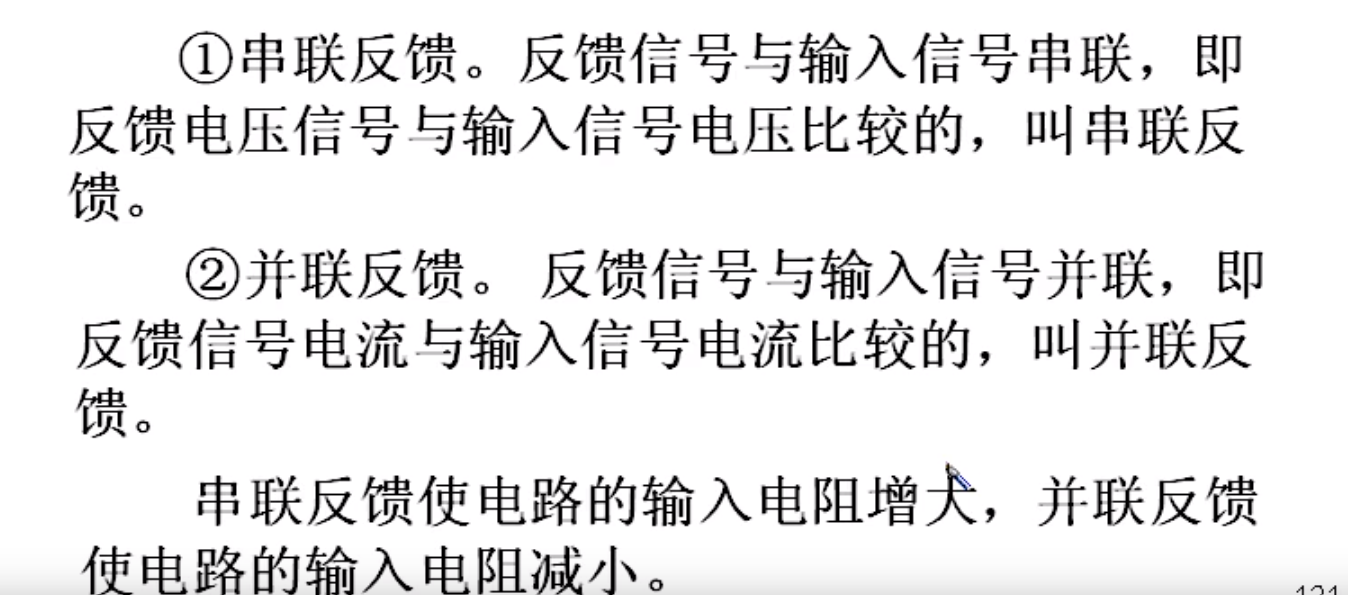 ①串联反馈。反馈信号与输入信号串联，即
反馈电压信号与输入信号电压比较的，叫串联反
馈。
②并联反馈。 反馈信号与输入信号并联，即
反馈信号电流与输入信号电流比较的，叫并联反
馈。
串联反馈使电路的输入电阻增大，并联反馈
使电路的输入电阻减小。